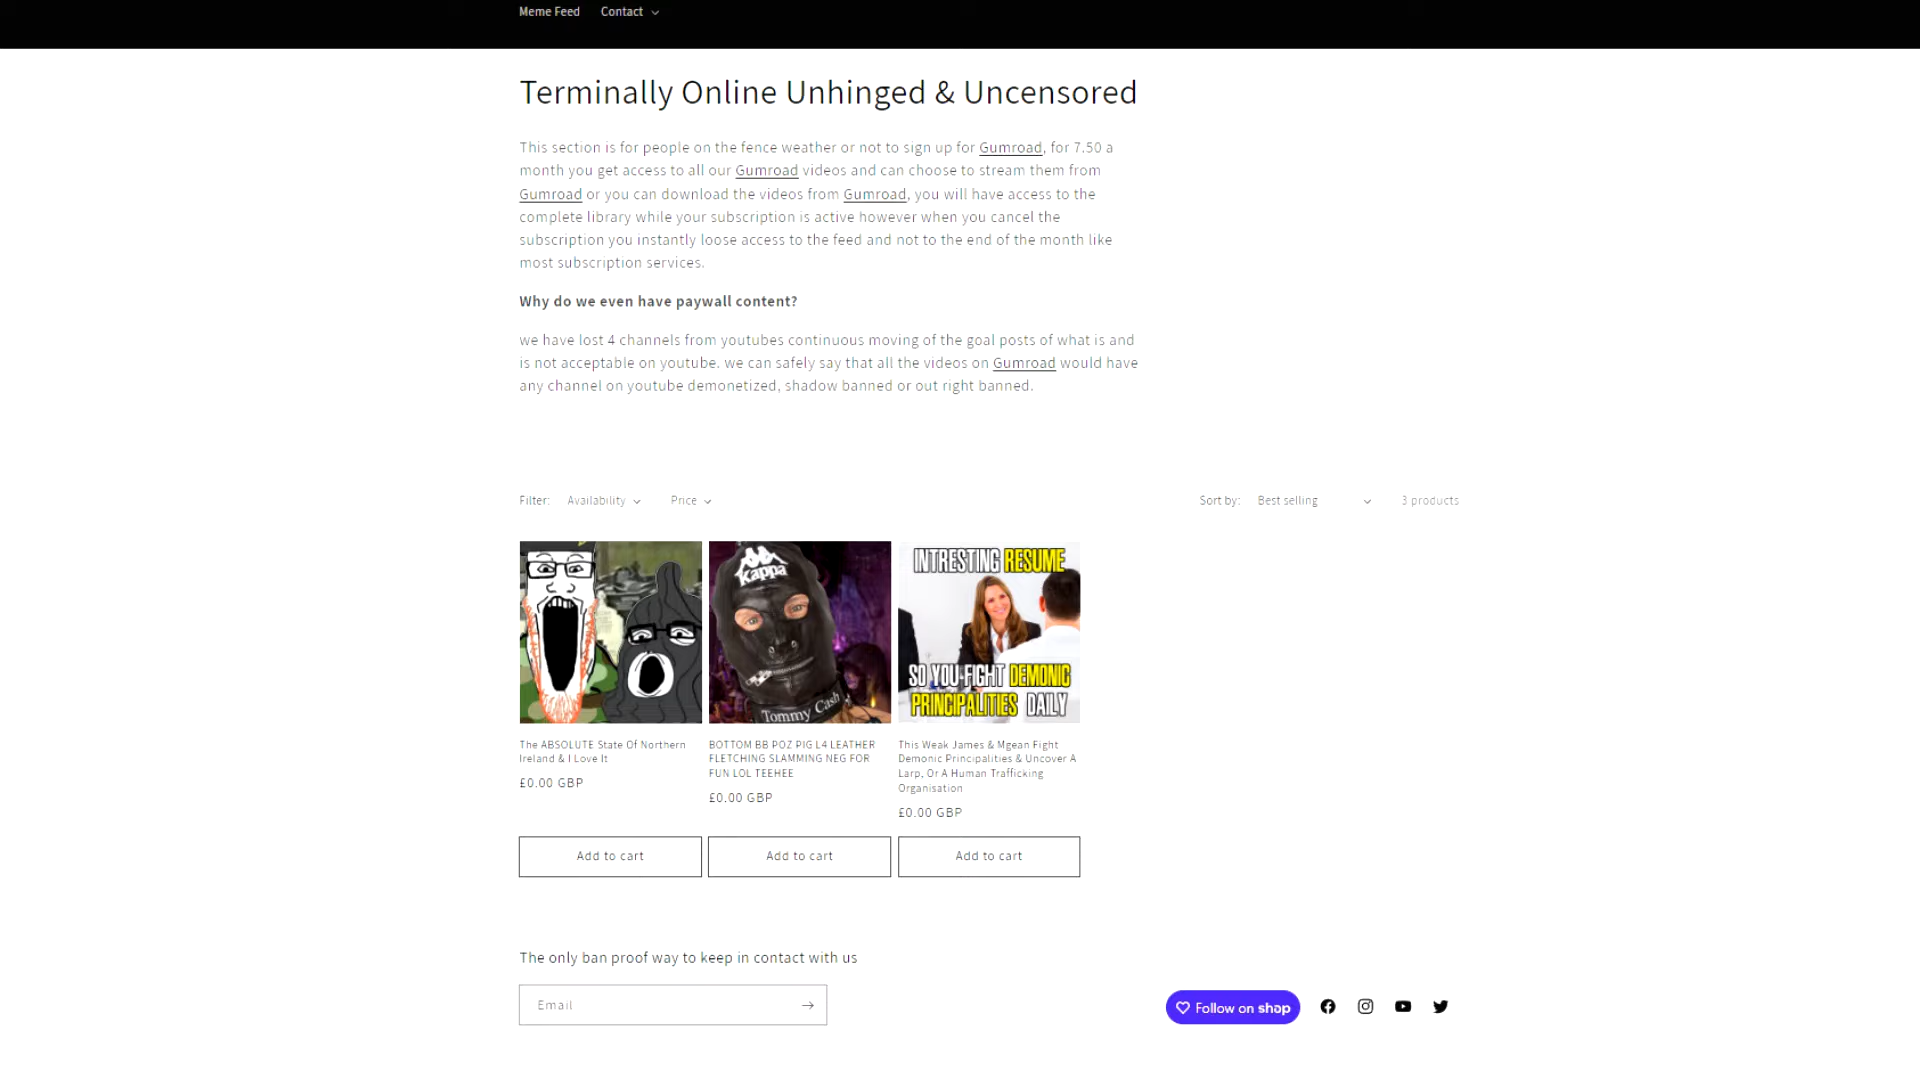 Meme Feed Contact
Terminally Online Unhinged & Uncensored
This section is for people on the fence weather or not to sign up for Gumroad, for 7.50 a
month you get access to all our Gumroad videos and can choose to stream them from
Gumroad or you can download the videos from Gumroad, you will have access to the
complete library while your subscription is active however when you cancel the
subscription you instantly loose access to the feed and not to the end of the month like
most subscription services.
Why do we even have paywall content?
we have lost 4 channels from youtubes continuous moving of the goal posts of what is and
is not acceptable on youtube. we can safely say that all the videos on Gumroad would have
any channel on youtube demonetized, shadow banned or out right banned.
Filter: Availability Price Sort by: Best selling 3 products
kappa
Tommy Cash
INTRESTING RESUME
SO YOU FIGHT DEMONIC
PRINCIPALITIES DAILY
The ABSOLUTE State Of Northern
Ireland & I Love It
£0.00 GBP
BOTTOM BB POZ PIG L4 LEATHER
FLETCHING SLAMMING NEG FOR
FUN LOL TEEHEE
£0.00 GBP
This Weak James & Mgean Fight
Demonic Principalities & Uncover A
Larp, Or A Human Trafficking
Organisation
£0.00 GBP
Add to cart Add to cart Add to cart
The only ban proof way to keep in contact with us
Email
Follow on shop